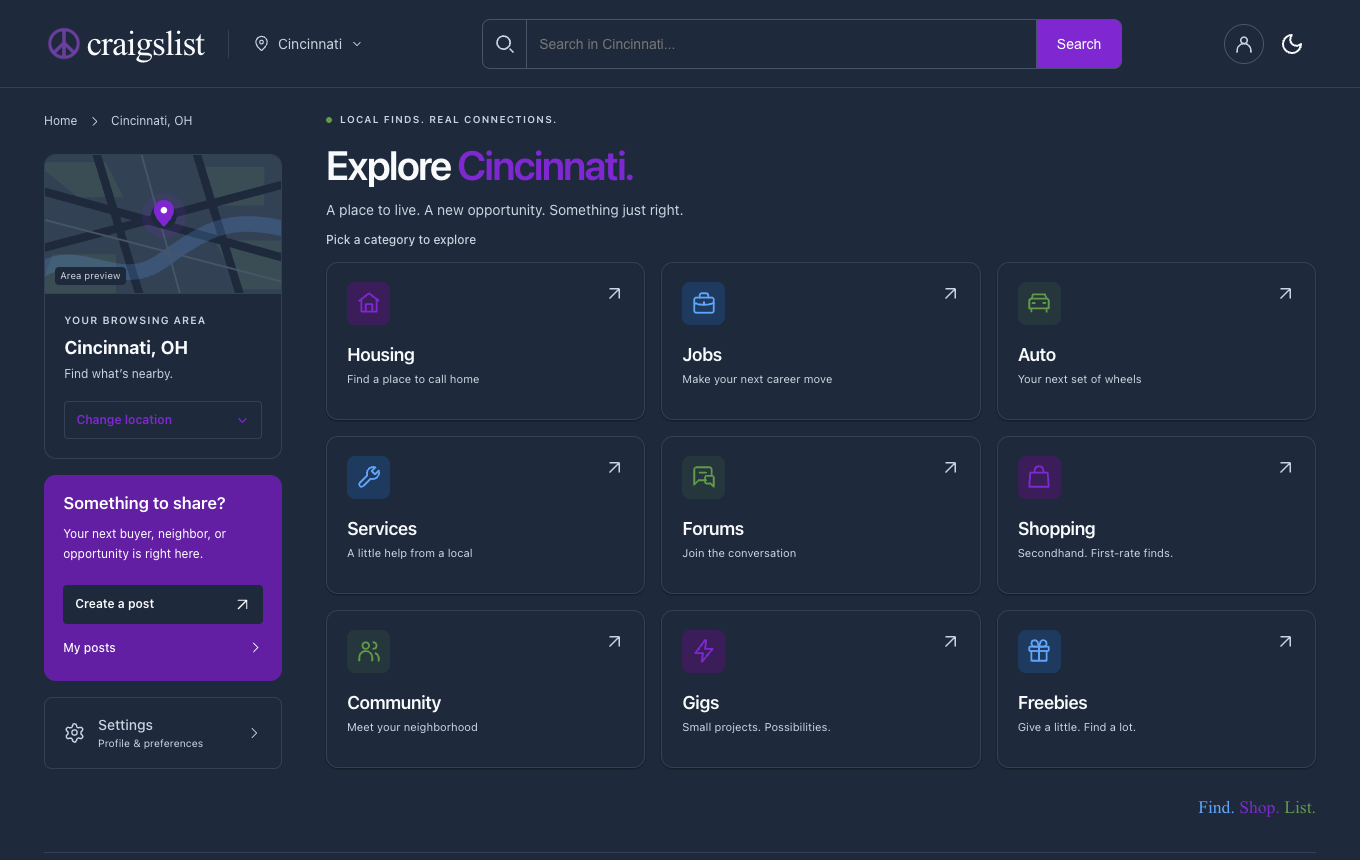 craigslist
Cincinnati
Search in Cincinnati...
Search
Home
Cincinnati, OH
Area preview
YOUR BROWSING AREA
Cincinnati, OH
Find what's nearby.
Change location
Something to share?
Your next buyer, neighbor, or
opportunity is right here.
Create a post
My posts
Settings
Profile & preferences
LOCAL FINDS. REAL CONNECTIONS.
Explore Cincinnati.
A place to live. A new opportunity. Something just right.
Pick a category to explore
Housing
Find a place to call home
Jobs
Make your next career move
Auto
Your next set of wheels
Services
A little help from a local
Forums
Join the conversation
Shopping
Secondhand. First-rate finds.
Community
Meet your neighborhood
Gigs
Small projects. Possibilities.
Freebies
Give a little. Find a lot.
Find. Shop. List.